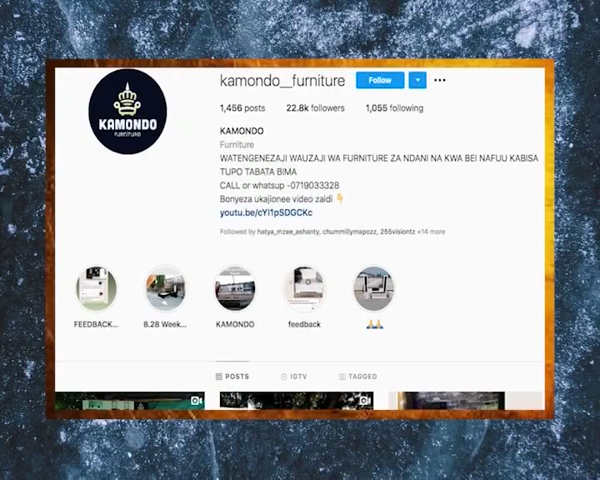 KAMONDO
FURNITURE
kamondo__furniture Follow
1,456 posts 22.8k followers 1,055 following
KAMONDO
Furniture
WATENGENEZAJI WAUZAJI WA FURNITURE ZA NDANI NA KWA BEI NAFUU KABISA
TUPO TABATA BIMA
CALL or whatsup -0719033328
Bonyeza ukajionee video zaidi 👇
youtu.be/cYl1pSDGCKc
Followed by hatya_mzee_ashanty, chummillymapozz, 255visiontz +14 more
FEEDBACK... 8.28 Week... KAMONDO feedback 🙏
POSTS IGTV TAGGED